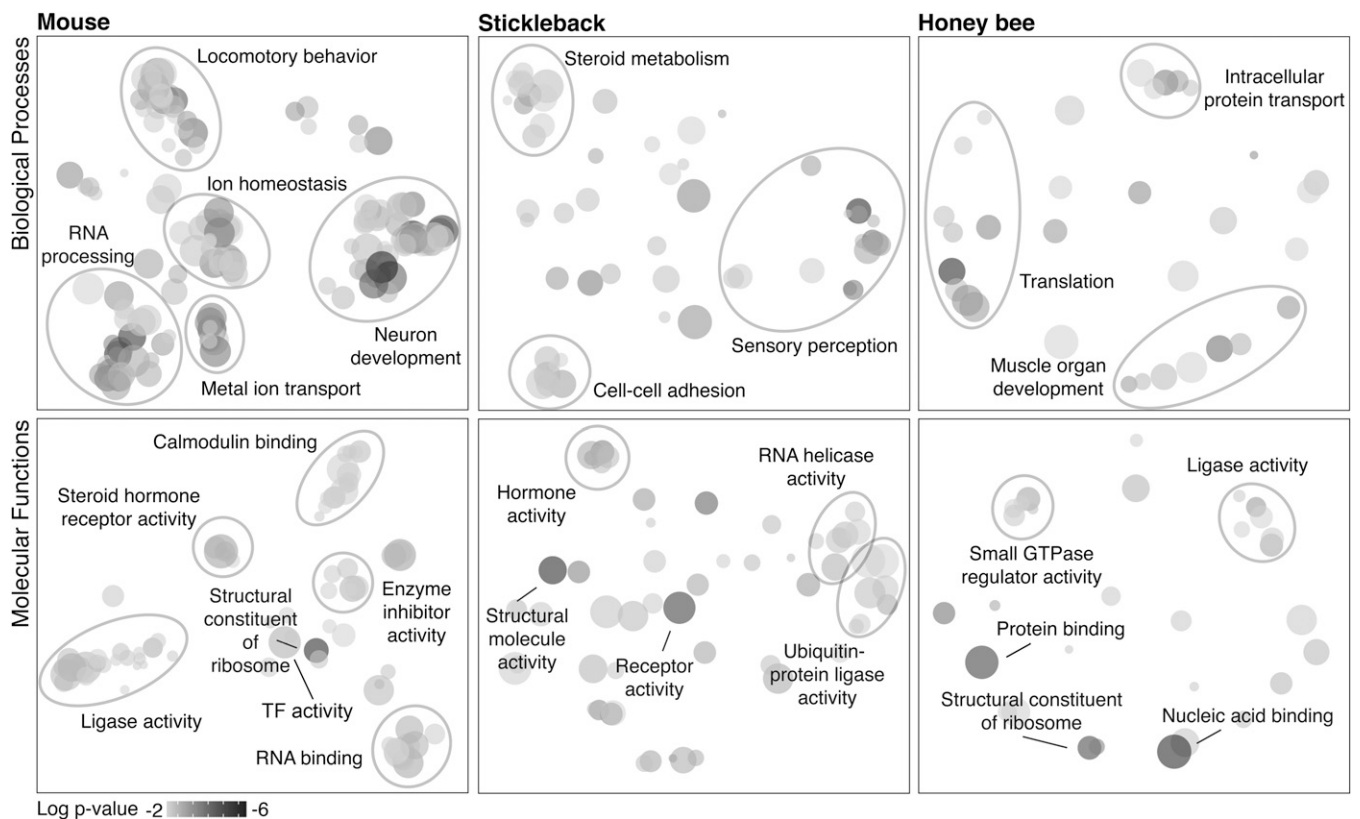 Mouse
Stickleback
Honey bee
Biological Processes
Locomotory behavior
Ion homeostasis
RNA
processing
Neuron
development
Metal ion transport
Steroid metabolism
Sensory perception
Cell-cell adhesion
Intracellular
protein transport
Translation
Muscle organ
development
Molecular Functions
Calmodulin binding
Steroid hormone
receptor activity
Structural
constituent
of
ribosome
Enzyme
inhibitor
activity
TF activity
Ligase activity
RNA binding
Hormone
activity
RNA helicase
activity
Structural
molecule
activity
Receptor
activity
Ubiquitin-
protein ligase
activity
Ligase activity
Small GTPase
regulator activity
Protein binding
Structural constituent
of ribosome
Nucleic acid binding
Log p-value -2 -6